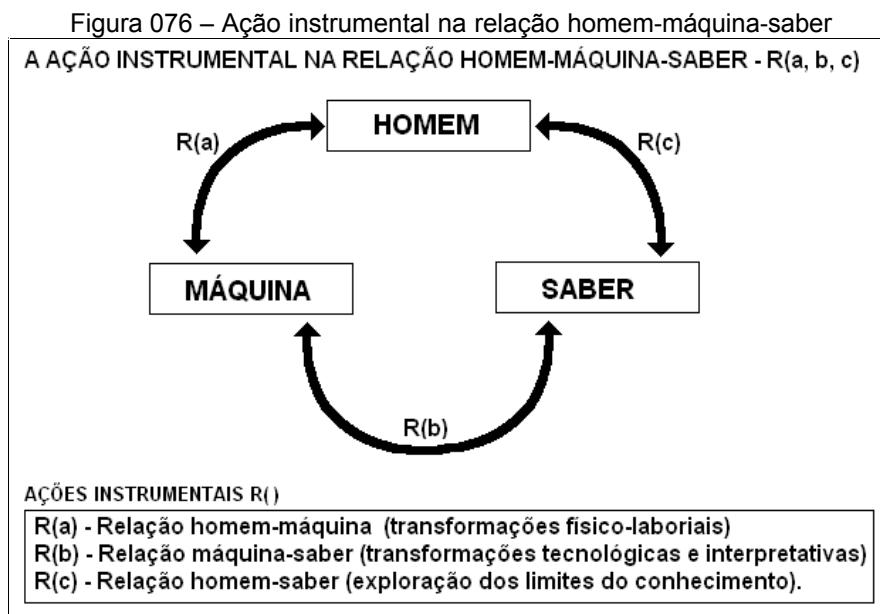 Figura 076 – Ação instrumental na relação homem-máquina-saber
A AÇÃO INSTRUMENTAL NA RELAÇÃO HOMEM-MÁQUINA-SABER - R(a, b, c)
HOMEM
R(a)
R(c)
MÁQUINA
SABER
R(b)
AÇÕES INSTRUMENTAIS R()
R(a) - Relação homem-máquina (transformações físico-laboriais)
R(b) - Relação máquina-saber (transformações tecnológicas e interpretativas)
R(c) - Relação homem-saber (exploração dos limites do conhecimento).